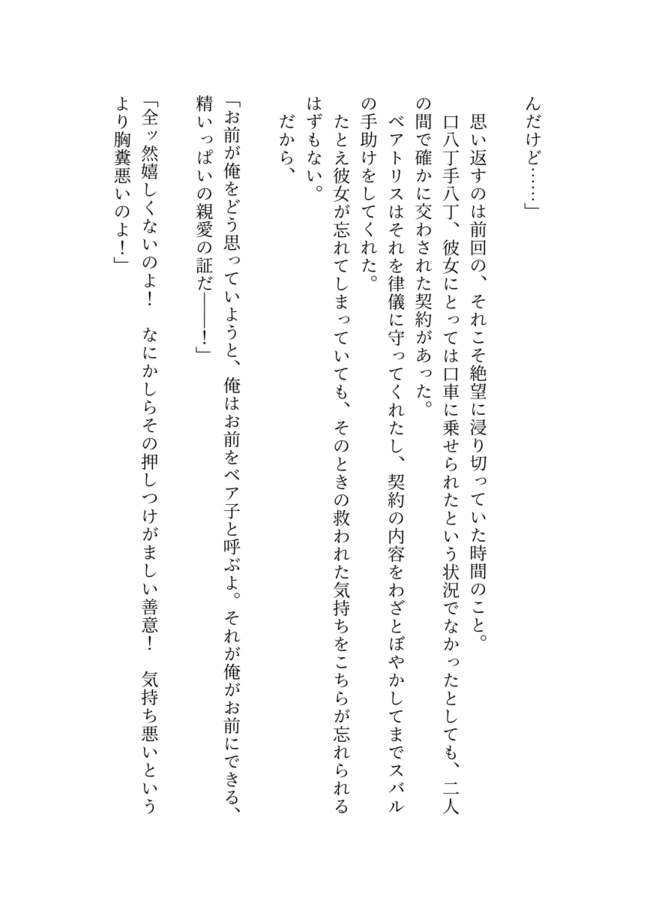 んだけど……」
思い返すのは前回の、それこそ絶望に浸り切っていた時間のこと。
口八丁手八丁、彼女にとっては口車に乗せられたという状況でなかったとしても、二人
の間で確かに交わされた契約があった。
ベアトリスはそれを律儀に守ってくれたし、契約の内容をわざとぼやかしてまでスバル
の手助けをしてくれた。
たとえ彼女が忘れてしまっていても、そのときの救われた気持ちをこちらが忘れられる
はずもない。
だから、
「お前が俺をどう思っていようと、俺はお前をベア子と呼ぶよ。それが俺がお前にできる、
精いっぱいの親愛の証だ――！」
「全ッ然嬉しくないのよ！　なにかしらその押しつけがましい善意！　気持ち悪いという
より胸糞悪いのよ！」